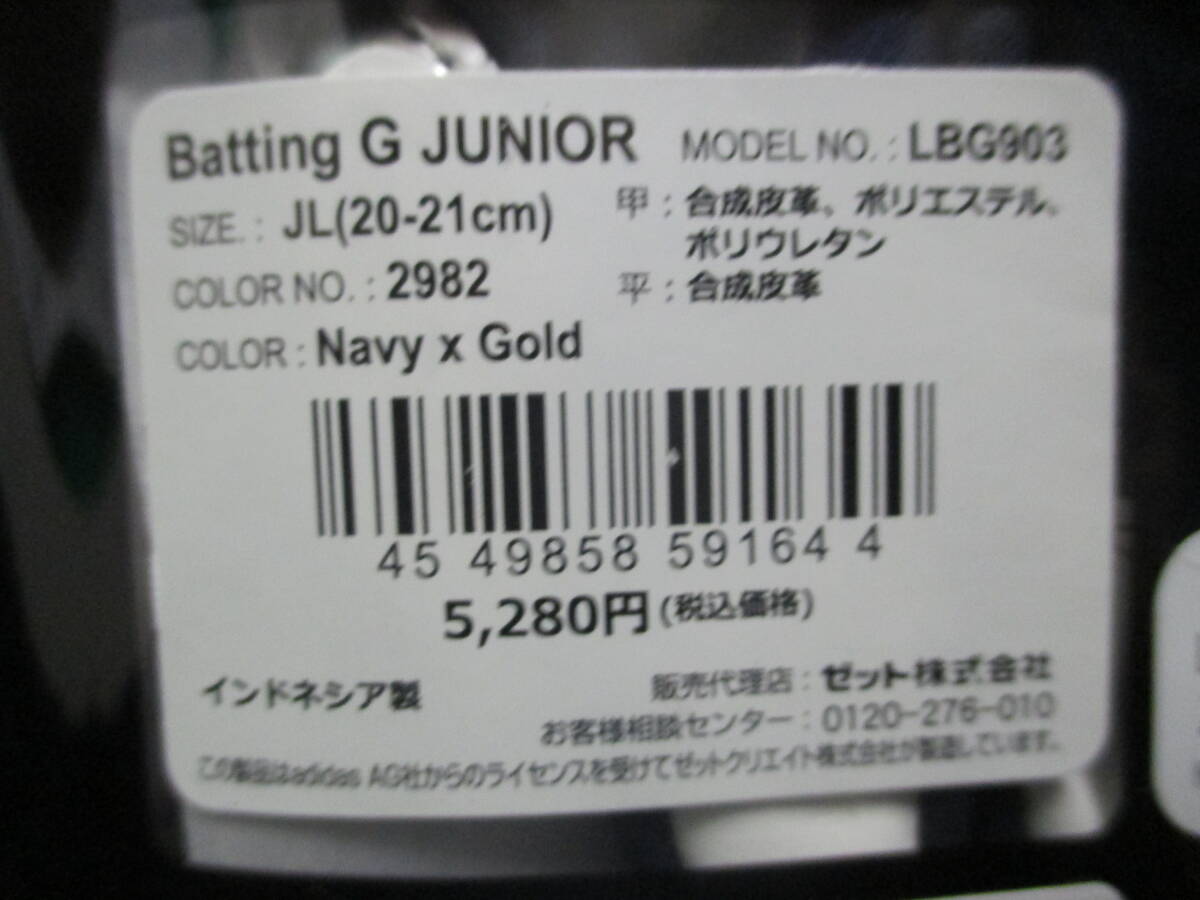 Batting G JUNIOR MODEL NO. : LBG903
SIZE. : JL(20-21cm)
甲 : 合成皮革、ポリエステル、
ポリウレタン
COLOR NO. : 2982
平 : 合成皮革
COLOR : Navy x Gold
45 49858 59164 4
5,280円(税込価格)
インドネシア製
販売代理店 : ゼット株式会社
お客様相談センター : 0120-276-010
この製品はadidas AG社からのライセンスを受けてゼットクリエイト株式会社が製造しています。